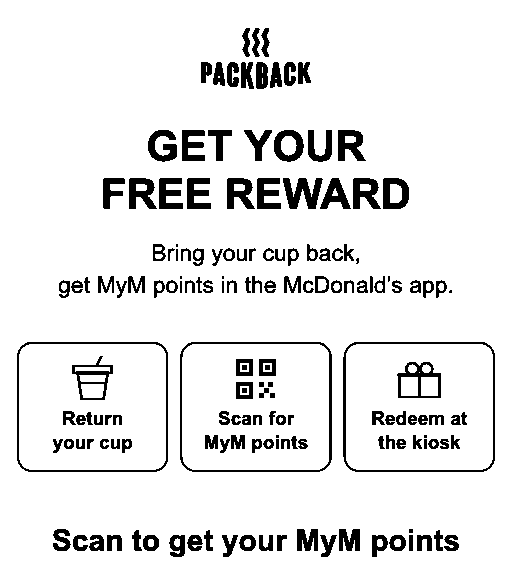 PACKBACK
GET YOUR
FREE REWARD
Bring your cup back,
get MyM points in the McDonald's app.
Return
your cup
Scan for
MyM points
Redeem at
the kiosk
Scan to get your MyM points